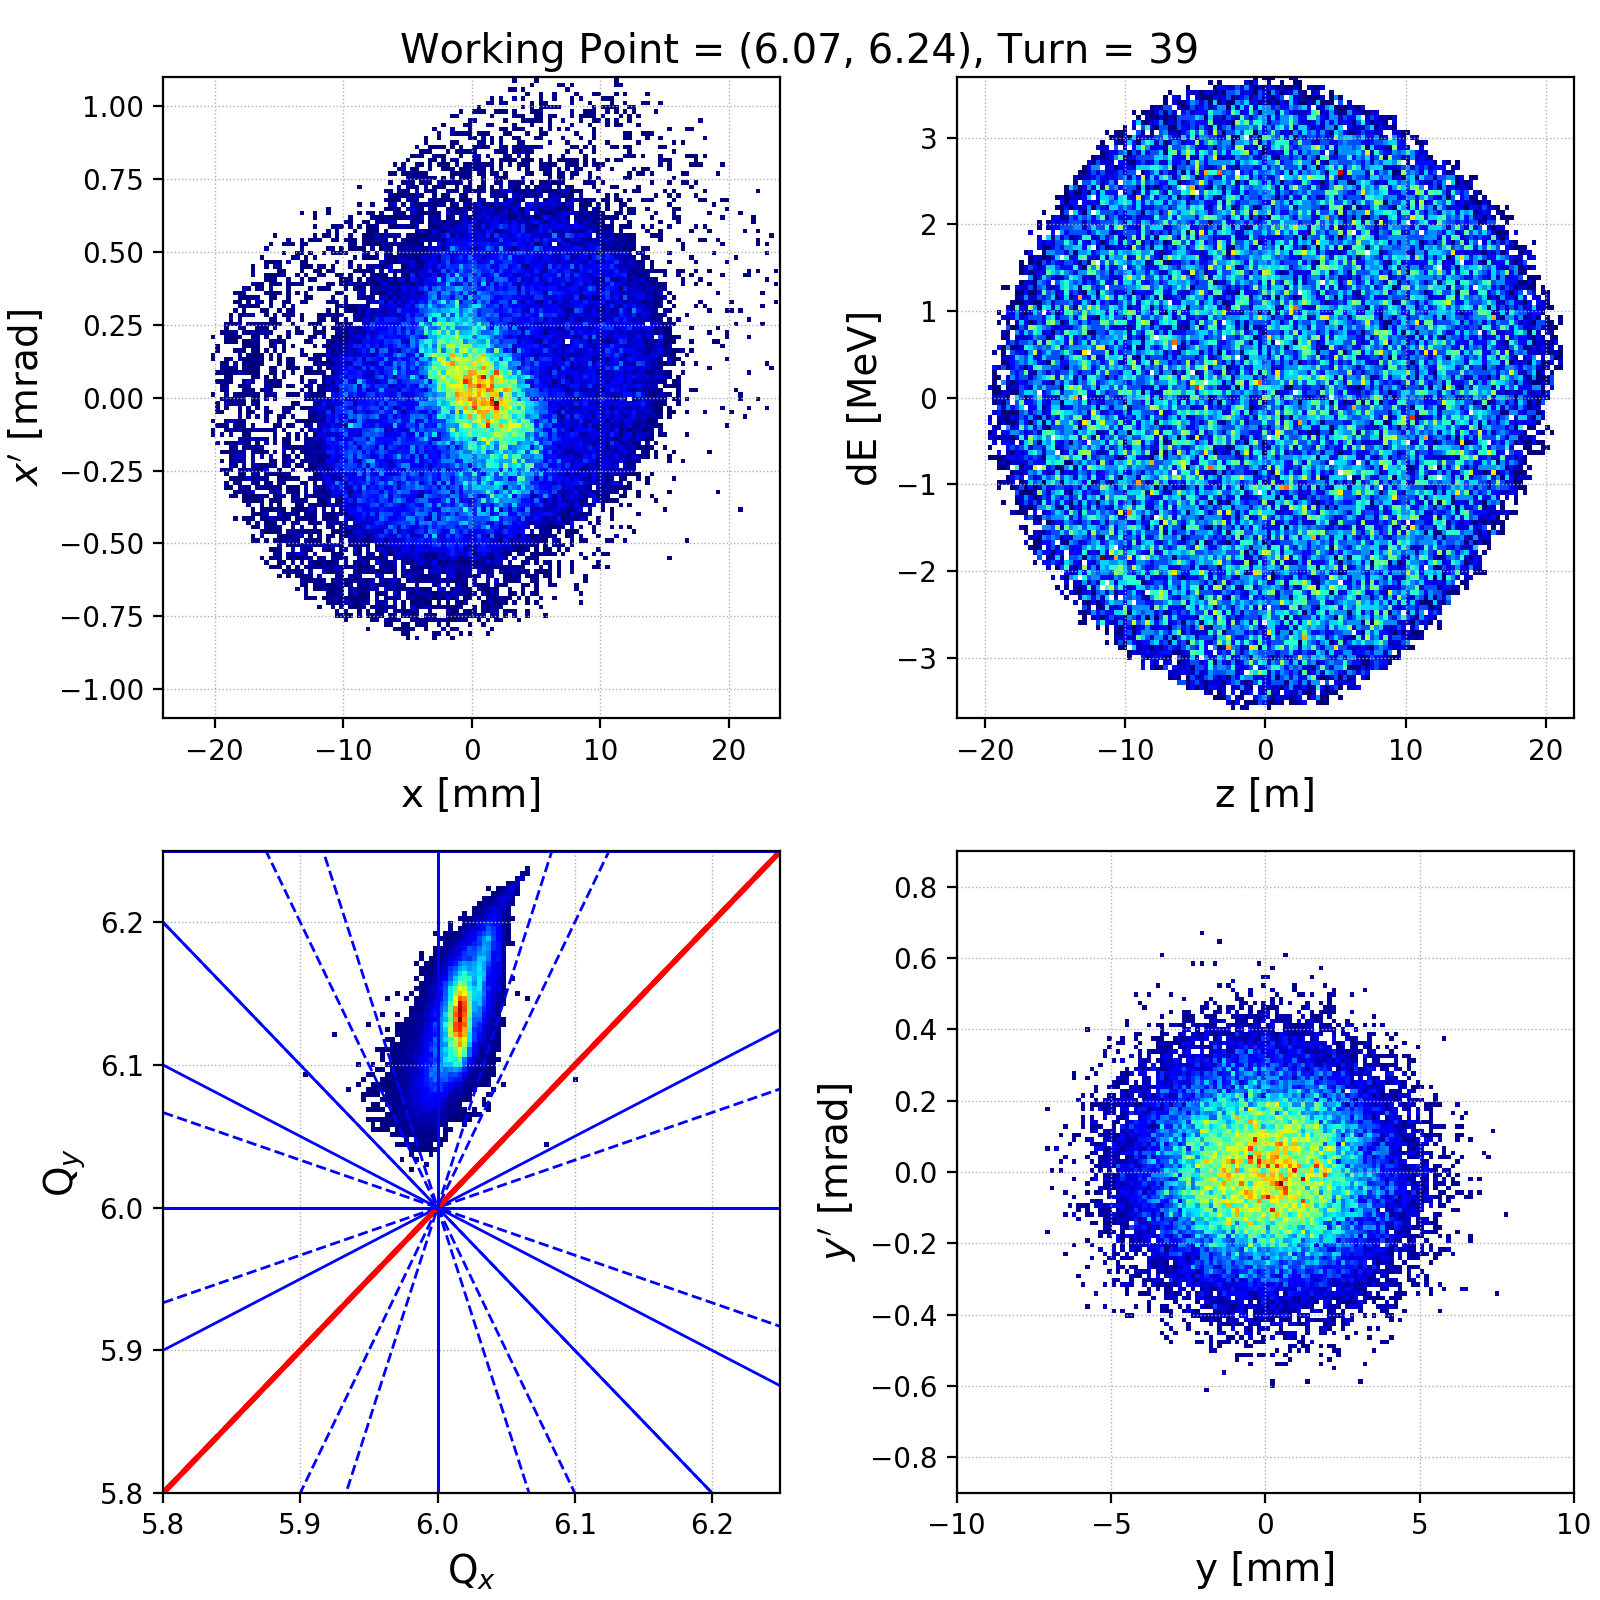 Working Point = (6.07, 6.24), Turn = 39
1.00
0.75
0.50
0.25
0.00
−0.25
−0.50
−0.75
−1.00
x′ [mrad]
−20 −10 0 10 20
x [mm]
3
2
1
0
−1
−2
−3
dE [MeV]
−20 −10 0 10 20
z [m]
6.2
6.1
6.0
5.9
5.8
Qy
5.8 5.9 6.0 6.1 6.2
Qx
0.8
0.6
0.4
0.2
0.0
−0.2
−0.4
−0.6
−0.8
y′ [mrad]
−10 −5 0 5 10
y [mm]